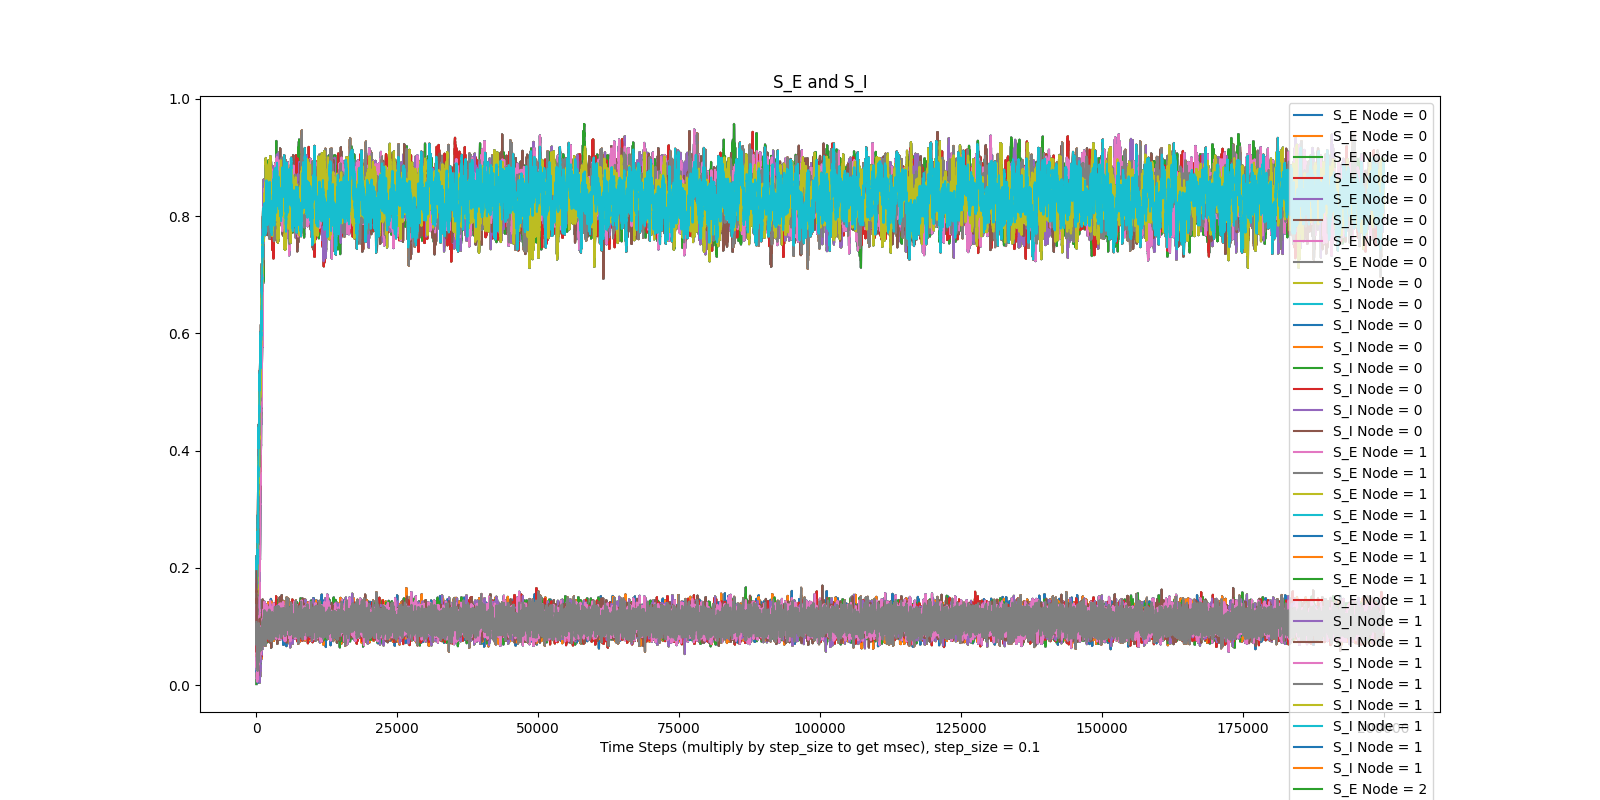 S_E and S_I
1.0
0.8
0.6
0.4
0.2
0.0
0
25000
50000
75000
100000
125000
150000
175000
Time Steps (multiply by step_size to get msec), step_size = 0.1
S_E Node = 0
S_E Node = 0
S_E Node = 0
S_E Node = 0
S_E Node = 0
S_E Node = 0
S_E Node = 0
S_E Node = 0
S_I Node = 0
S_I Node = 0
S_I Node = 0
S_I Node = 0
S_I Node = 0
S_I Node = 0
S_I Node = 0
S_I Node = 0
S_E Node = 1
S_E Node = 1
S_E Node = 1
S_E Node = 1
S_E Node = 1
S_E Node = 1
S_E Node = 1
S_E Node = 1
S_I Node = 1
S_I Node = 1
S_I Node = 1
S_I Node = 1
S_I Node = 1
S_I Node = 1
S_I Node = 1
S_I Node = 1
S_E Node = 2